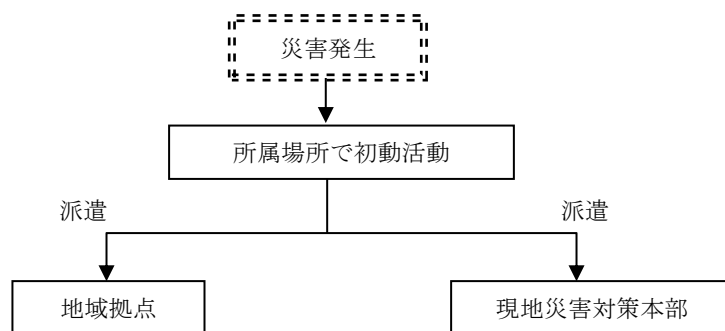 災害発生
所属場所で初動活動
派遣
派遣
地域拠点
現地災害対策本部